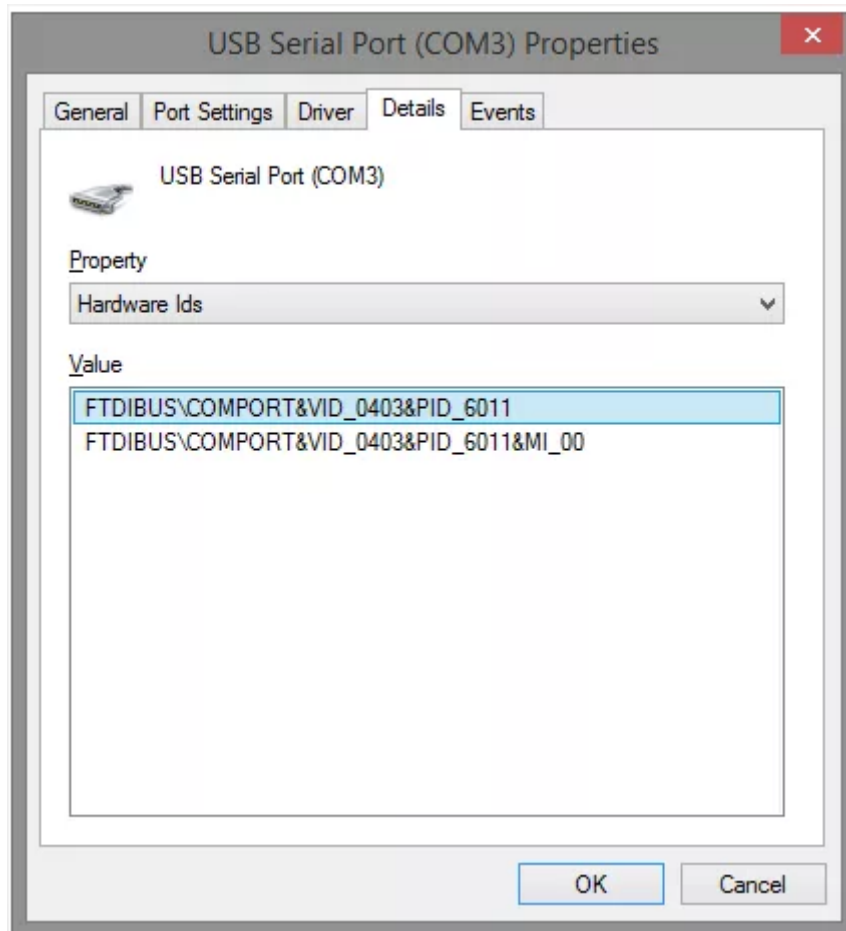 USB Serial Port (COM3) Properties
General Port Settings Driver Details Events
USB Serial Port (COM3)
Property
Hardware Ids
Value
FTDIBUS\COMPORT&VID_0403&PID_6011
FTDIBUS\COMPORT&VID_0403&PID_6011&MI_00
OK Cancel